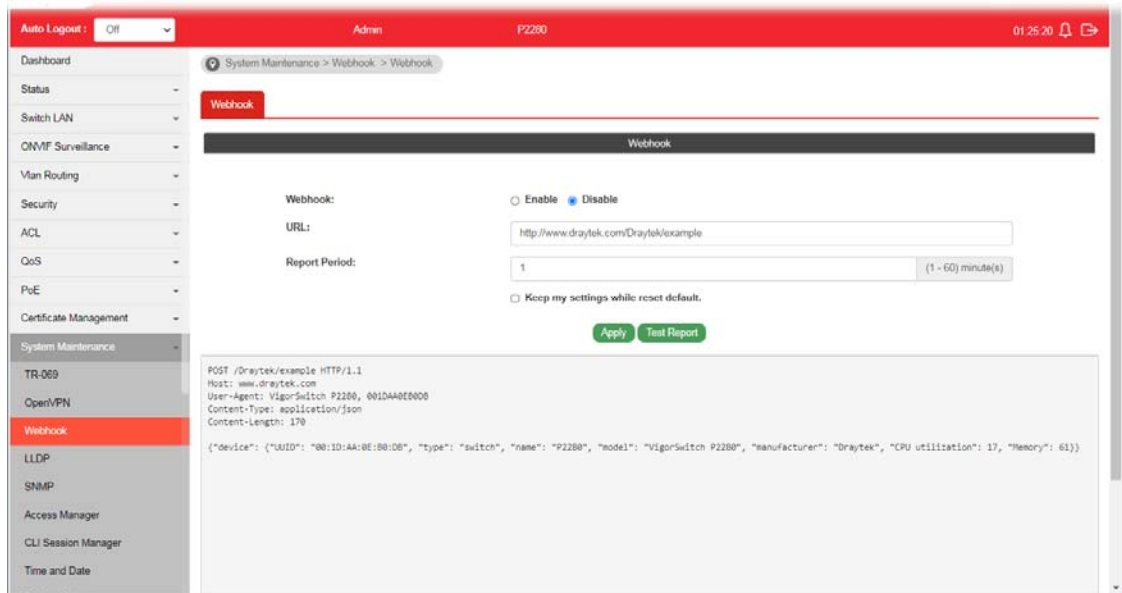 Auto Logout : Off Admin P2280 01:25:20
Dashboard
System Maintenance > Webhook > Webhook
Status
Webhook
Switch LAN
ONVIF Surveillance
Webhook
Vlan Routing
Security
Webhook: Enable Disable
ACL
URL: http://www.draytek.com/Draytek/example
QoS
Report Period: 1 (1 - 60) minute(s)
PoE
Keep my settings while reset default.
Certificate Management
Apply Test Report
System Maintenance
TR-069
OpenVPN
Webhook
LLDP
SNMP
Access Manager
CLI Session Manager
Time and Date
POST /Draytek/example HTTP/1.1
Host: www.draytek.com
User-Agent: VigorSwitch P2280, 001DAA0EB0DB
Content-Type: application/json
Content-Length: 170
{"device": {"UUID": "00:1D:AA:0E:B0:DB", "type": "switch", "name": "P2280", "model": "VigorSwitch P2280", "manufacturer": "Draytek", "CPU utilization": 17, "Memory": 61}}